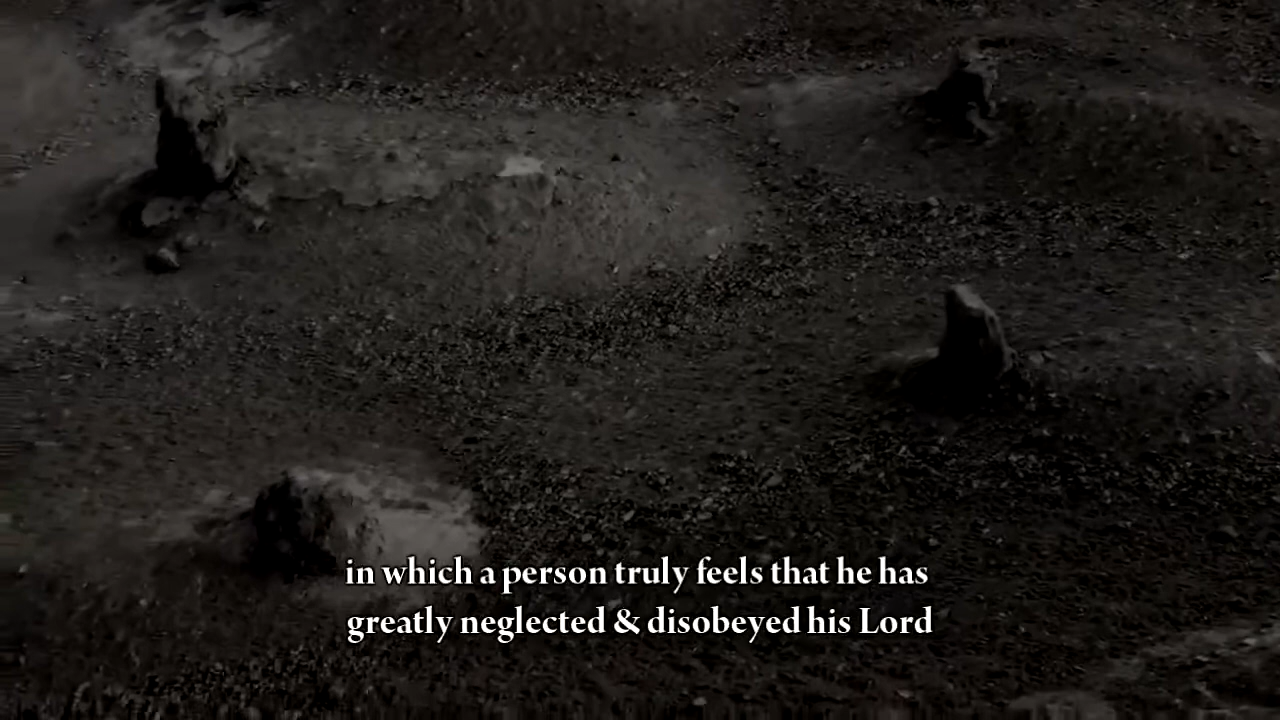 in which a person truly feels that he has
greatly neglected & disobeyed his Lord